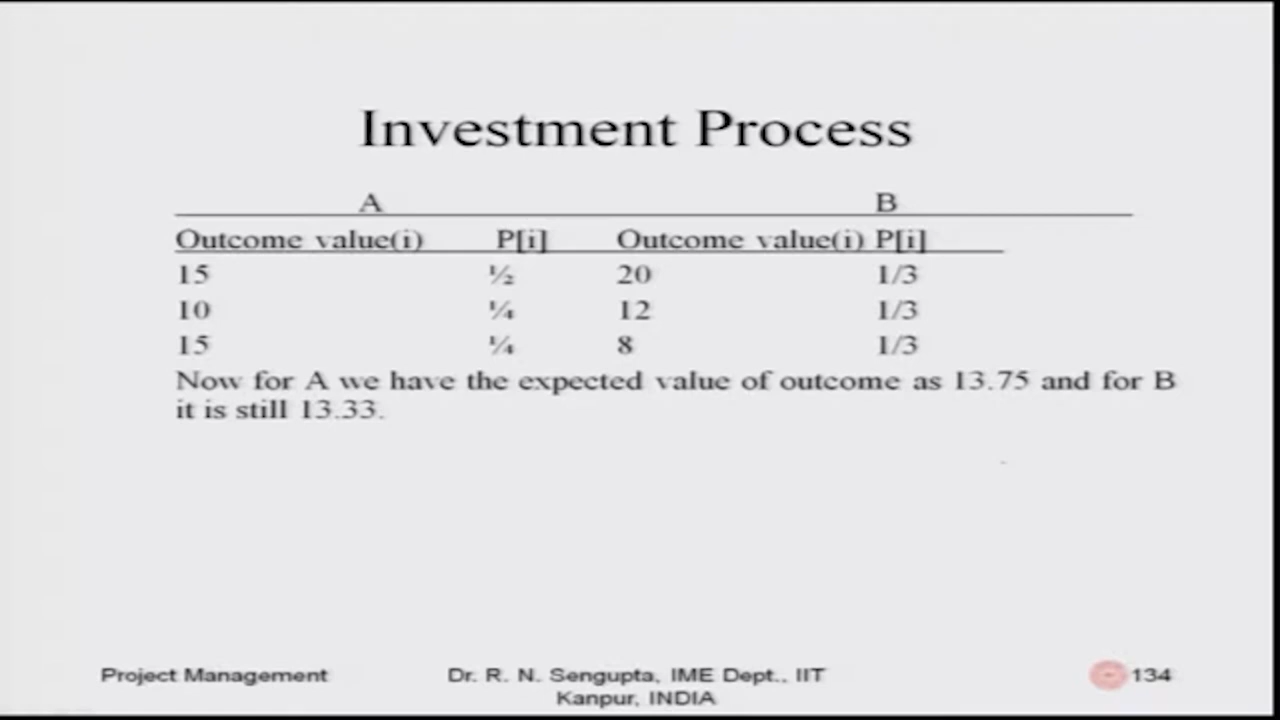 Investment Process
A B
Outcome value(i) P[i] Outcome value(i) P[i]
15 ½ 20 1/3
10 ¼ 12 1/3
15 ¼ 8 1/3
Now for A we have the expected value of outcome as 13.75 and for B
it is still 13.33.
Project Management
Dr. R. N. Sengupta, IME Dept., IIT
Kanpur, INDIA
134